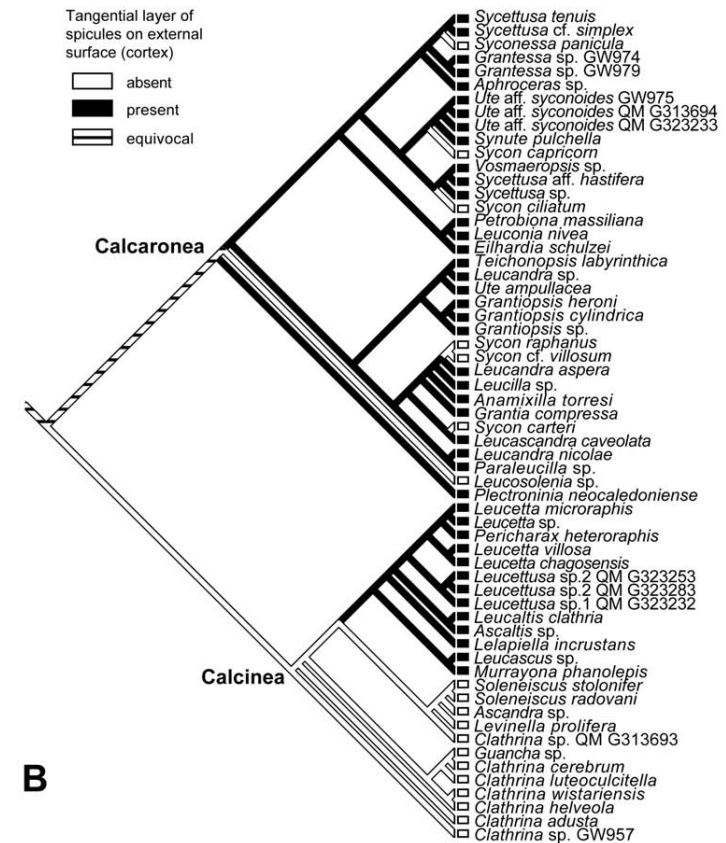 Tangential layer of
spicules on external
surface (cortex)
absent
present
equivocal
Calcaronea
Calcinea
B
Sycettusa tenuis
Sycettusa cf. simplex
Syconessa panicula
Grantessa sp. GW974
Grantessa sp. GW979
Aphroceras sp.
Ute aff. syconoides GW975
Ute aff. syconoides QM G313694
Ute aff. syconoides QM G323233
Synute pulchella
Sycon capricorn
Vosmaeropsis sp.
Sycettusa aff. hastifera
Sycettusa sp.
Sycon ciliatum
Petrobiona massiliana
Leuconia nivea
Eilhardia schulzei
Teichonopsis labyrinthica
Leucandra sp.
Ute ampullacea
Grantiopsis heroni
Grantiopsis cylindrica
Grantiopsis sp.
Sycon raphanus
Sycon cf. villosum
Leucandra aspera
Leucilla sp.
Anamixilla torresi
Grantia compressa
Sycon carteri
Leucascandra caveolata
Leucandra nicolae
Paraleucilla sp.
Leucosolenia sp.
Plectroninia neocaledoniense
Leucetta microraphis
Leucetta sp.
Pericharax heteroraphis
Leucetta villosa
Leucetta chagosensis
Leucettusa sp.2 QM G323253
Leucettusa sp.2 QM G323283
Leucettusa sp.1 QM G323232
Leucaltis clathria
Ascaltis sp.
Lelapiella incrustans
Leucascus sp.
Murrayona phanolepis
Soleneiscus stolonifer
Soleneiscus radovani
Ascandra sp.
Levinella prolifera
Clathrina sp. QM G313693
Guancha sp.
Clathrina cerebrum
Clathrina luteoculcitella
Clathrina wistariensis
Clathrina helveola
Clathrina adusta
Clathrina sp. GW957